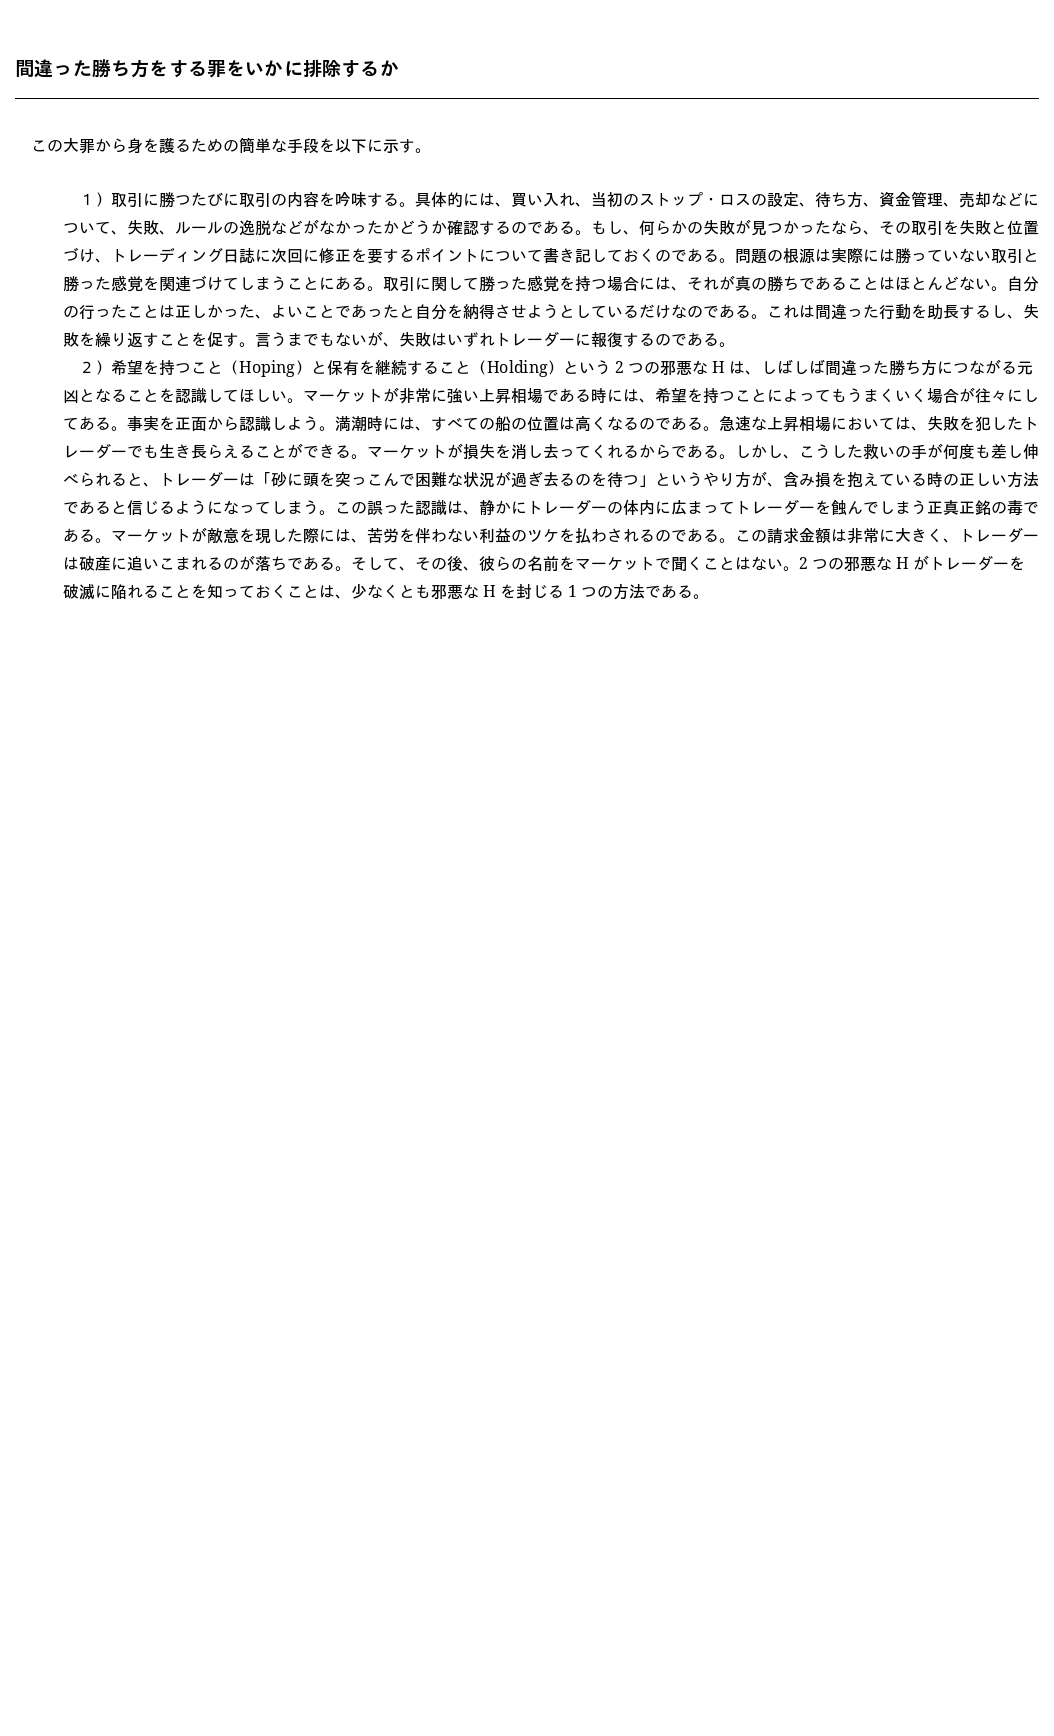 間違った勝ち方をする罪をいかに排除するか
この大罪から身を護るための簡単な手段を以下に示す。
１）取引に勝つたびに取引の内容を吟味する。具体的には、買い入れ、当初のストップ・ロスの設定、待ち方、資金管理、売却などに
ついて、失敗、ルールの逸脱などがなかったかどうか確認するのである。もし、何らかの失敗が見つかったなら、その取引を失敗と位置
づけ、トレーディング日誌に次回に修正を要するポイントについて書き記しておくのである。問題の根源は実際には勝っていない取引と
勝った感覚を関連づけてしまうことにある。取引に関して勝った感覚を持つ場合には、それが真の勝ちであることはほとんどない。自分
の行ったことは正しかった、よいことであったと自分を納得させようとしているだけなのである。これは間違った行動を助長するし、失
敗を繰り返すことを促す。言うまでもないが、失敗はいずれトレーダーに報復するのである。
２）希望を持つこと（Hoping）と保有を継続すること（Holding）という 2 つの邪悪な H は、しばしば間違った勝ち方につながる元
凶となることを認識してほしい。マーケットが非常に強い上昇相場である時には、希望を持つことによってもうまくいく場合が往々にし
てある。事実を正面から認識しよう。満潮時には、すべての船の位置は高くなるのである。急速な上昇相場においては、失敗を犯したト
レーダーでも生き長らえることができる。マーケットが損失を消し去ってくれるからである。しかし、こうした救いの手が何度も差し伸
べられると、トレーダーは「砂に頭を突っこんで困難な状況が過ぎ去るのを待つ」というやり方が、含み損を抱えている時の正しい方法
であると信じるようになってしまう。この誤った認識は、静かにトレーダーの体内に広まってトレーダーを蝕んでしまう正真正銘の毒で
ある。マーケットが敵意を現した際には、苦労を伴わない利益のツケを払わされるのである。この請求金額は非常に大きく、トレーダー
は破産に追いこまれるのが落ちである。そして、その後、彼らの名前をマーケットで聞くことはない。2 つの邪悪な H がトレーダーを
破滅に陥れることを知っておくことは、少なくとも邪悪な H を封じる 1 つの方法である。